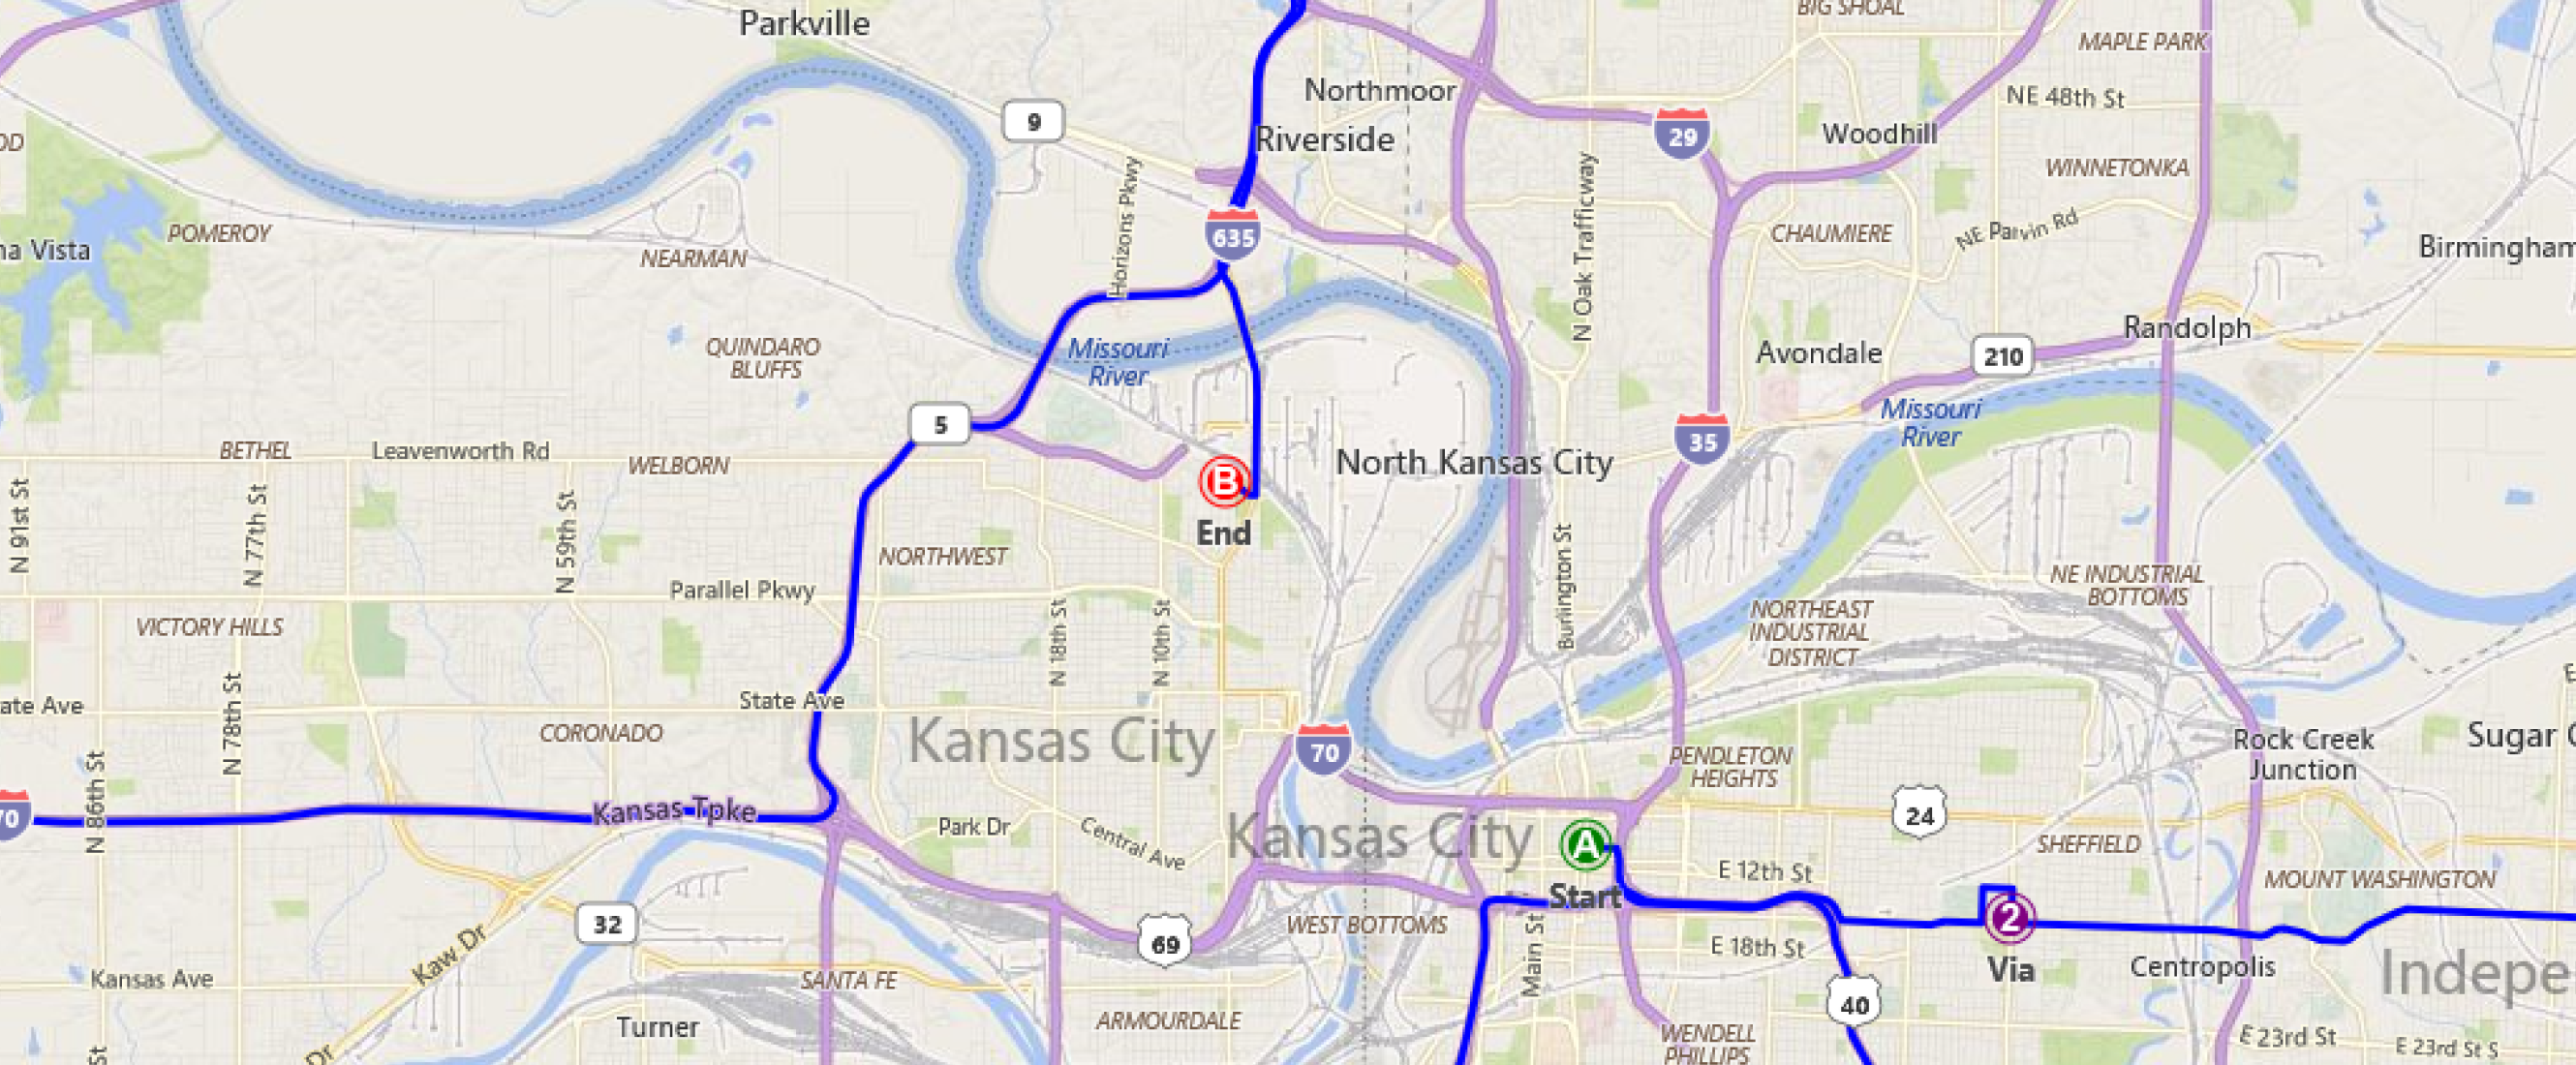 BIG SHOAL
Parkville
MAPLE PARK
Northmoor
NE 48th St
9
29
Woodhill
Riverside
OD
WINNETONKA
Horizons Pkwy
N Oak Trafficway
POMEROY
635
CHAUMIERE
NE Parvin Rd
na Vista
NEARMAN
Birmingham
Randolph
QUINDARO
BLUFFS
Missouri
River
Avondale
210
Missouri
River
5
35
BETHEL
Leavenworth Rd
WELBORN
North Kansas City
B
End
N 91st St
N 77th St
N 59th St
NORTHWEST
Burlington St
Parallel Pkwy
NE INDUSTRIAL
BOTTOMS
NORTHEAST
INDUSTRIAL
DISTRICT
VICTORY HILLS
N 18th St
N 10th St
N 78th St
ate Ave
State Ave
CORONADO
Kansas City
70
Rock Creek
Junction
Sugar C
PENDLETON
HEIGHTS
70
N 86th St
Kansas Tpke
Park Dr
Central Ave
Kansas City
A
Start
24
SHEFFIELD
E 12th St
MOUNT WASHINGTON
32
69
WEST BOTTOMS
Main St
2
Via
E 18th St
Kaw Dr
Kansas Ave
SANTA FE
Centropolis
Indepe
40
Turner
ARMOURDALE
WENDELL
PHILLIPS
E 23rd St
E 23rd St S
Dr
St